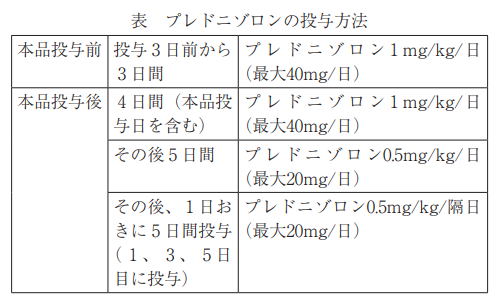 表　プレドニゾロンの投与方法
本品投与前
投与３日前から
３日間
プレドニゾロン１mg/kg/日
（最大40mg/日）
本品投与後
４日間（本品投
与日を含む）
プレドニゾロン１mg/kg/日
（最大40mg/日）
その後５日間
プレドニゾロン0.5mg/kg/日
（最大20mg/日）
その後、１日お
きに５日間投与
（１、３、５日
目に投与）
プレドニゾロン0.5mg/kg/隔日
（最大20mg/日）